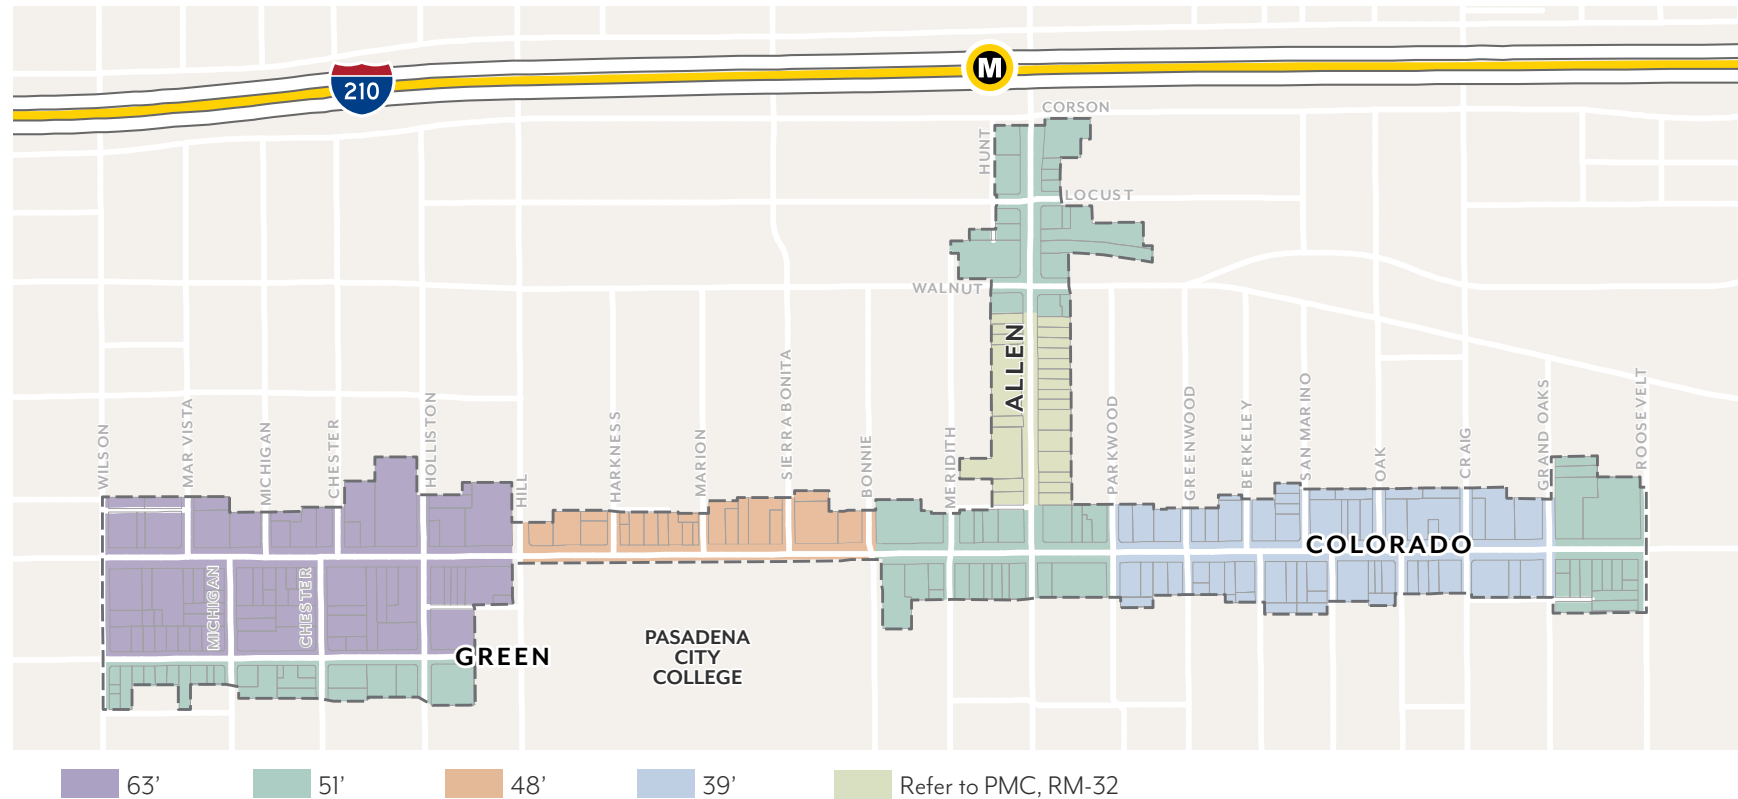 210
M
CORSON
HUNT
LOCUST
WALNUT
ALLEN
WILSON
MAR VISTA
MICHIGAN
CHESTER
HOLLISTON
HILL
HARKNESS
MARION
SIERRA BONITA
BONNIE
MERIDITH
PARKWOOD
GREENWOOD
BERKELEY
SAN MARINO
OAK
CRAIG
GRAND OAKS
ROOSEVELT
COLORADO
MICHIGAN
CHESTER
GREEN
PASADENA
CITY
COLLEGE
63’
51’
48’
39’
Refer to PMC, RM-32